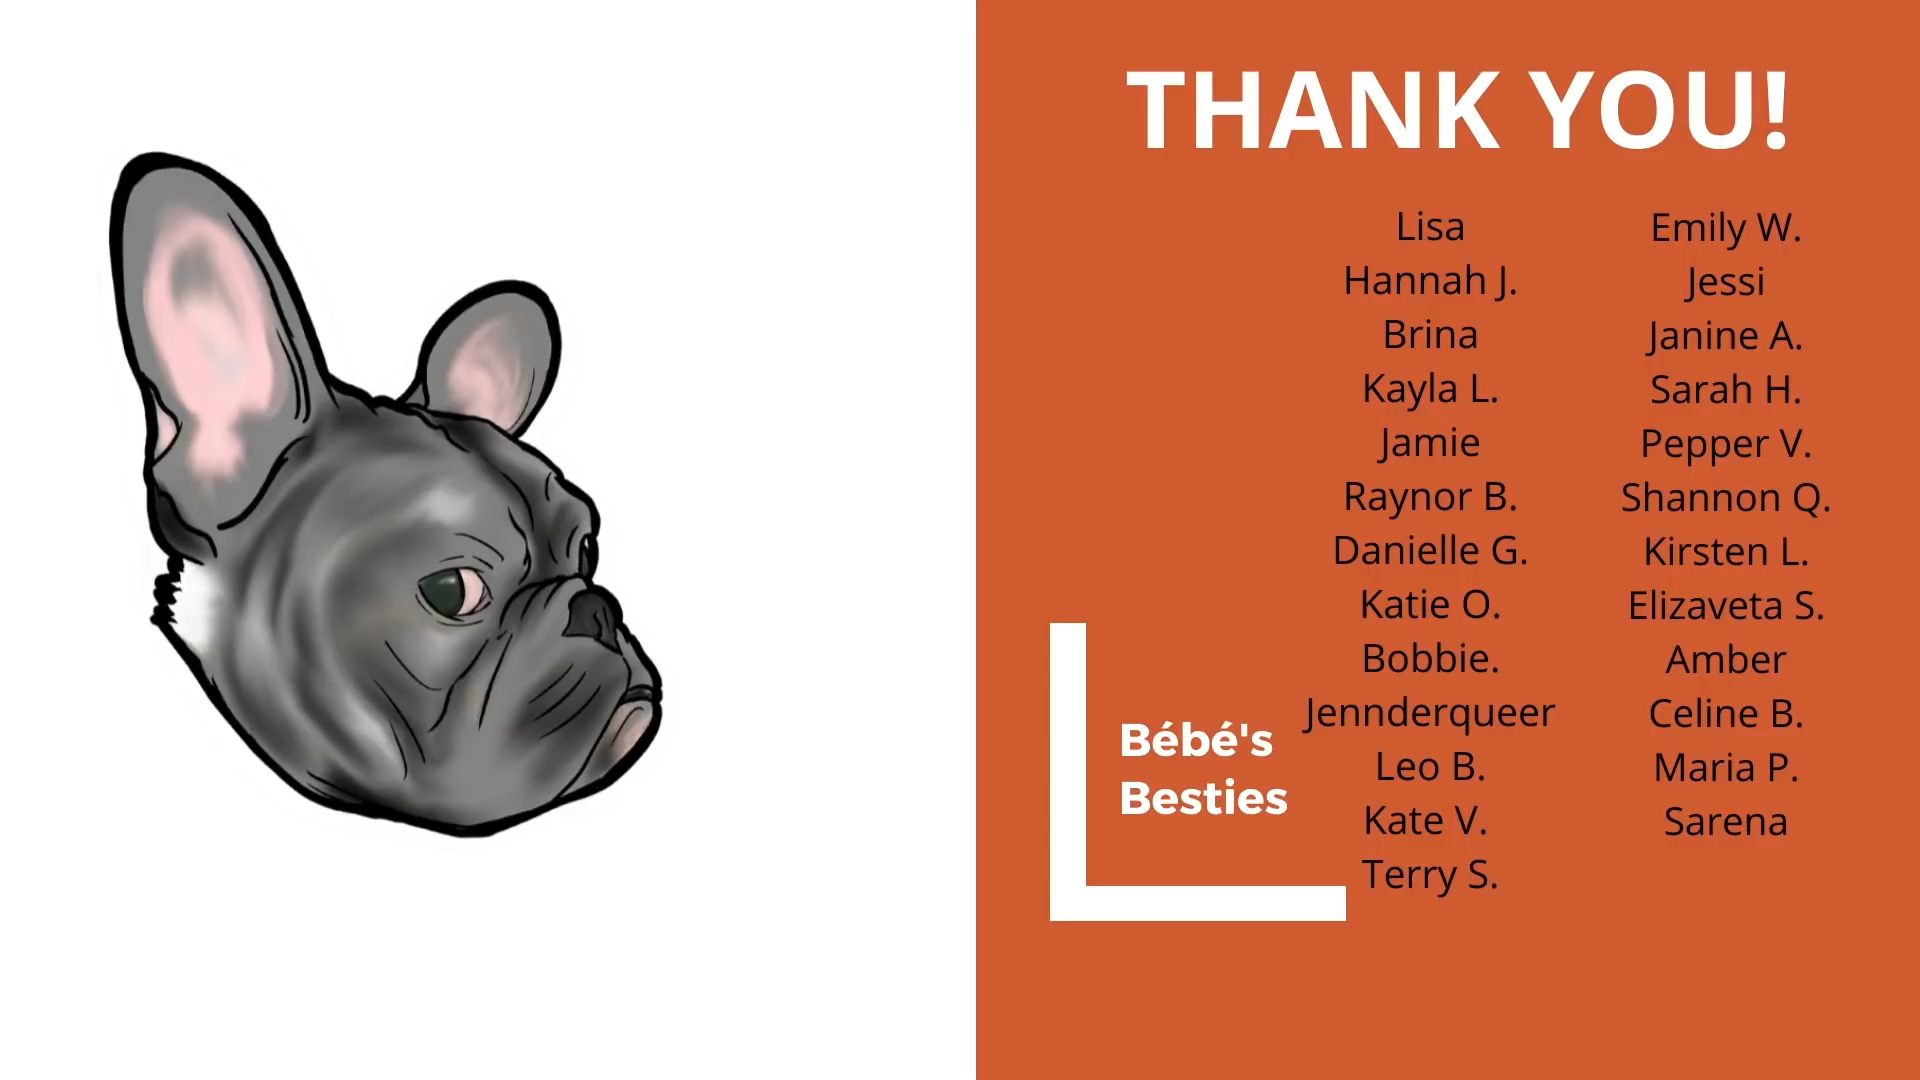 THANK YOU!
Lisa
Hannah J.
Brina
Kayla L.
Jamie
Raynor B.
Danielle G.
Katie O.
Bobbie.
Jennderqueer
Leo B.
Kate V.
Terry S.
Emily W.
Jessi
Janine A.
Sarah H.
Pepper V.
Shannon Q.
Kirsten L.
Elizaveta S.
Amber
Celine B.
Maria P.
Sarena
Bébé's
Besties